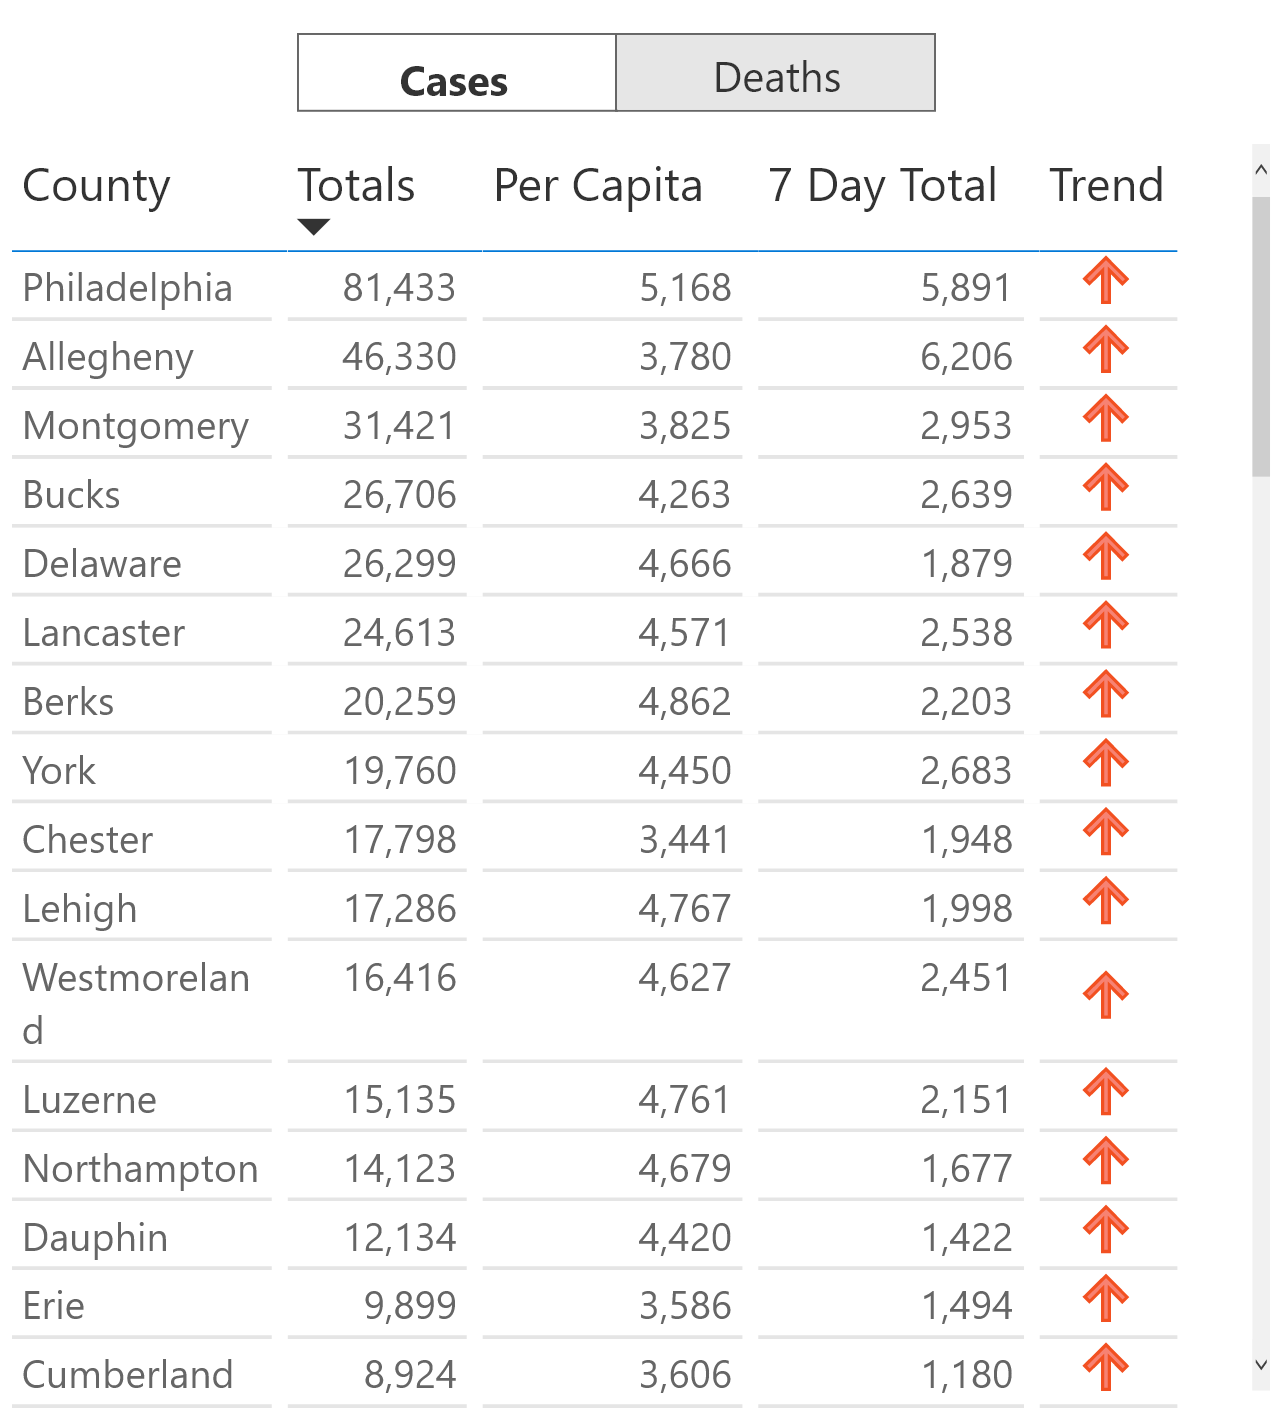 Cases Deaths
County Totals Per Capita 7 Day Total Trend
Philadelphia 81,433 5,168 5,891
Allegheny 46,330 3,780 6,206
Montgomery 31,421 3,825 2,953
Bucks 26,706 4,263 2,639
Delaware 26,299 4,666 1,879
Lancaster 24,613 4,571 2,538
Berks 20,259 4,862 2,203
York 19,760 4,450 2,683
Chester 17,798 3,441 1,948
Lehigh 17,286 4,767 1,998
Westmorelan 16,416 4,627 2,451
d
Luzerne 15,135 4,761 2,151
Northampton 14,123 4,679 1,677
Dauphin 12,134 4,420 1,422
Erie 9,899 3,586 1,494
Cumberland 8,924 3,606 1,180